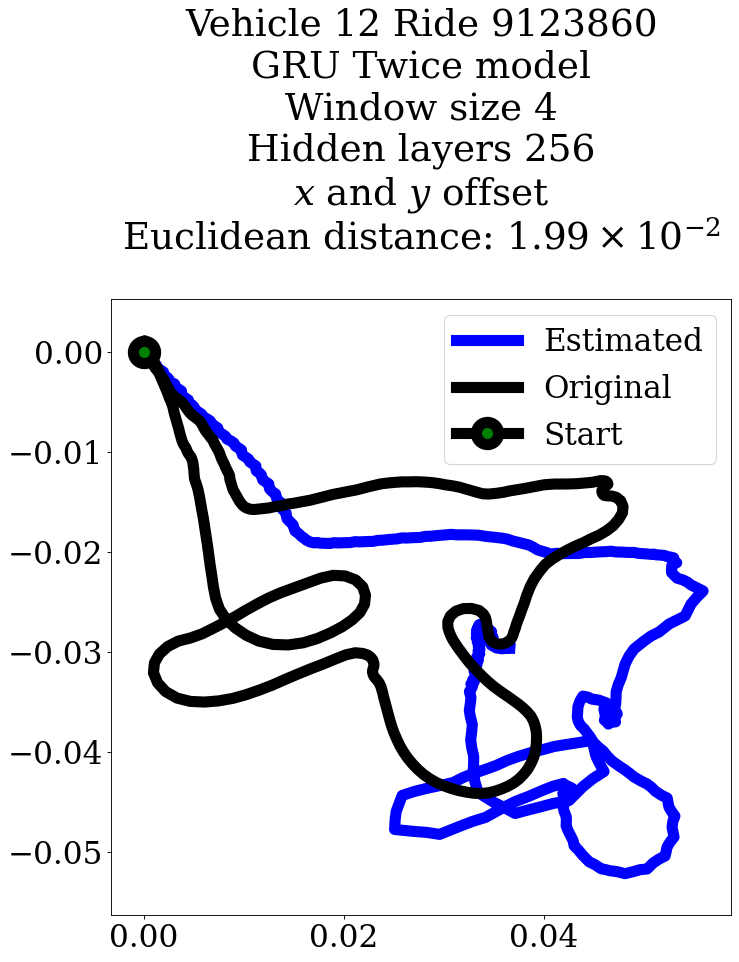 Vehicle 12 Ride 9123860
GRU Twice model
Window size 4
Hidden layers 256
x and y offset
Euclidean distance: 1.99 × 10⁻²
Estimated
Original
Start
0.00
−0.01
−0.02
−0.03
−0.04
−0.05
0.00 0.02 0.04